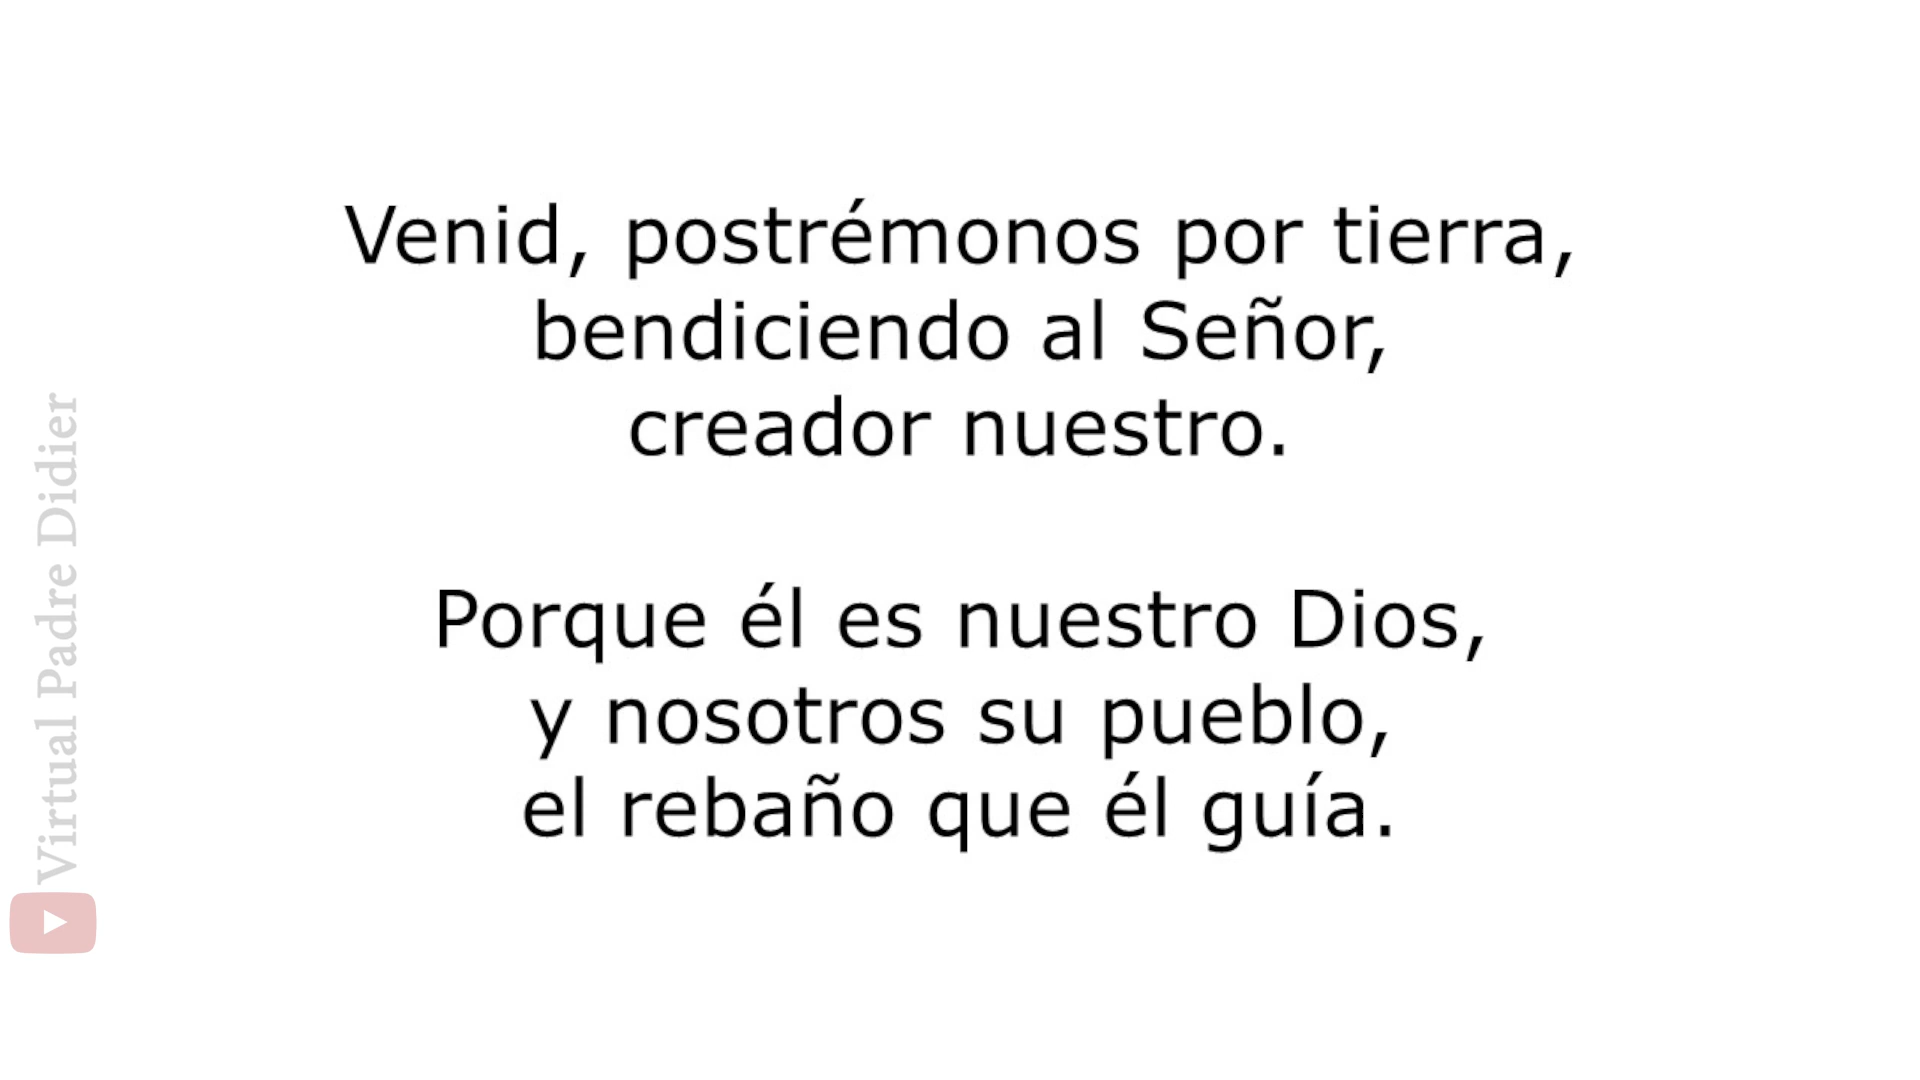 Venid, postrémonos por tierra,
bendiciendo al Señor,
creador nuestro.
Porque él es nuestro Dios,
y nosotros su pueblo,
el rebaño que él guía.
Virtual Padre Didier